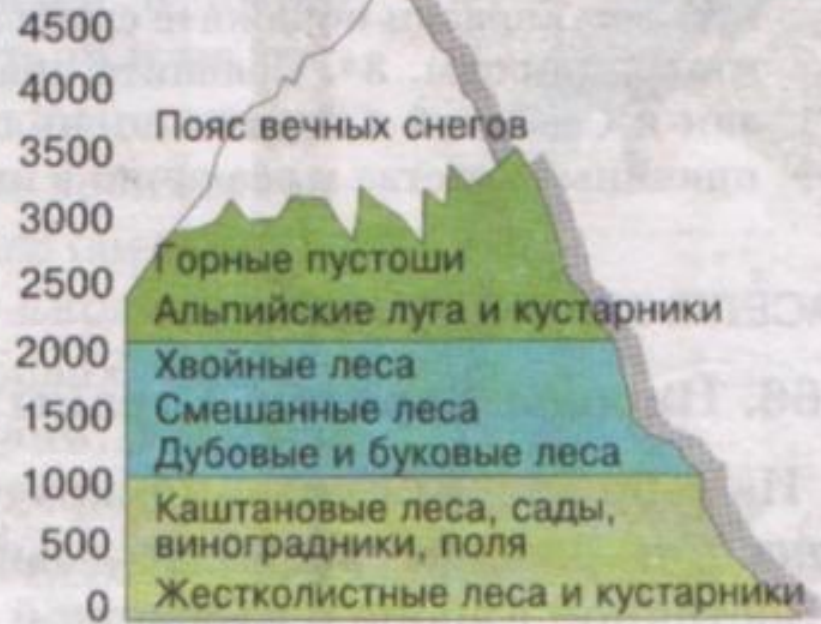 4500
4000
Пояс вечных снегов
3500
3000
Горные пустоши
2500
Альпийские луга и кустарники
2000
Хвойные леса
1500
Смешанные леса
Дубовые и буковые леса
1000
Каштановые леса, сады,
500
виноградники, поля
0
Жестколистные леса и кустарники